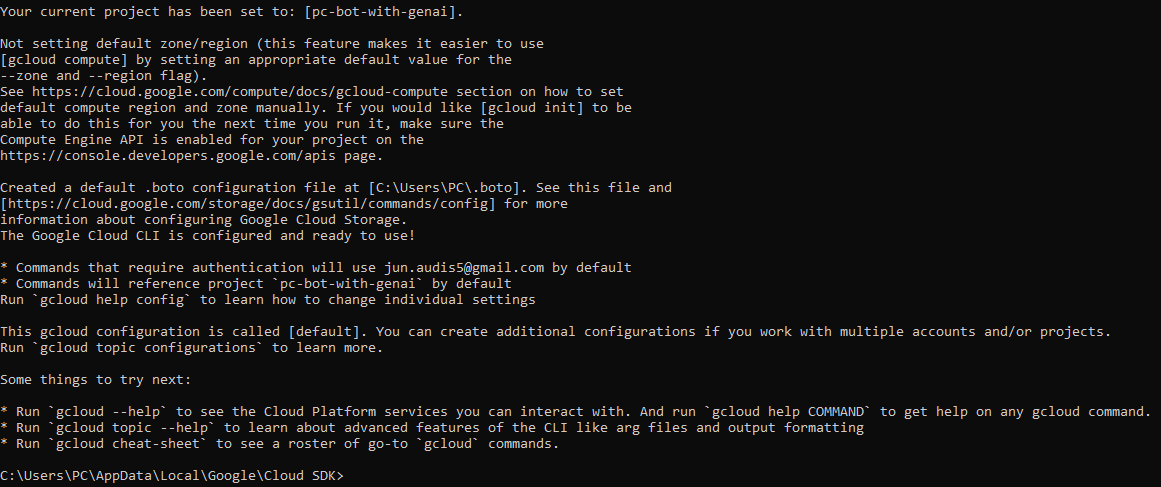 Your current project has been set to: [pc-bot-with-genai].
Not setting default zone/region (this feature makes it easier to use
[gcloud compute] by setting an appropriate default value for the
--zone and --region flag).
See https://cloud.google.com/compute/docs/gcloud-compute section on how to set
default compute region and zone manually. If you would like [gcloud init] to be
able to do this for you the next time you run it, make sure the
Compute Engine API is enabled for your project on the
https://console.developers.google.com/apis page.
Created a default .boto configuration file at [C:\Users\PC\.boto]. See this file and
[https://cloud.google.com/storage/docs/gsutil/commands/config] for more
information about configuring Google Cloud Storage.
The Google Cloud CLI is configured and ready to use!
* Commands that require authentication will use jun.audis5@gmail.com by default
* Commands will reference project `pc-bot-with-genai` by default
Run `gcloud help config` to learn how to change individual settings
This gcloud configuration is called [default]. You can create additional configurations if you work with multiple accounts and/or projects.
Run `gcloud topic configurations` to learn more.
Some things to try next:
* Run `gcloud --help` to see the Cloud Platform services you can interact with. And run `gcloud help COMMAND` to get help on any gcloud command.
* Run `gcloud topic --help` to learn about advanced features of the CLI like arg files and output formatting
* Run `gcloud cheat-sheet` to see a roster of go-to `gcloud` commands.
C:\Users\PC\AppData\Local\Google\Cloud SDK>